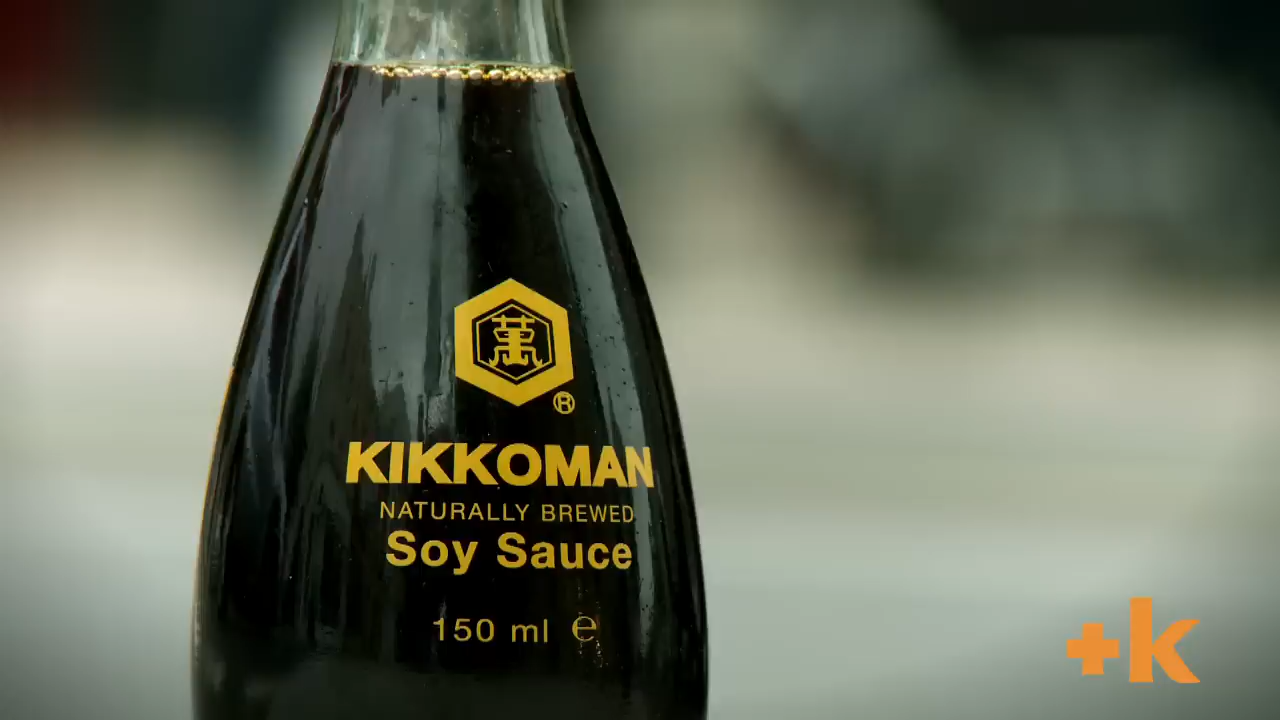 萬
®
KIKKOMAN
NATURALLY BREWED
Soy Sauce
150 ml ℮
+k